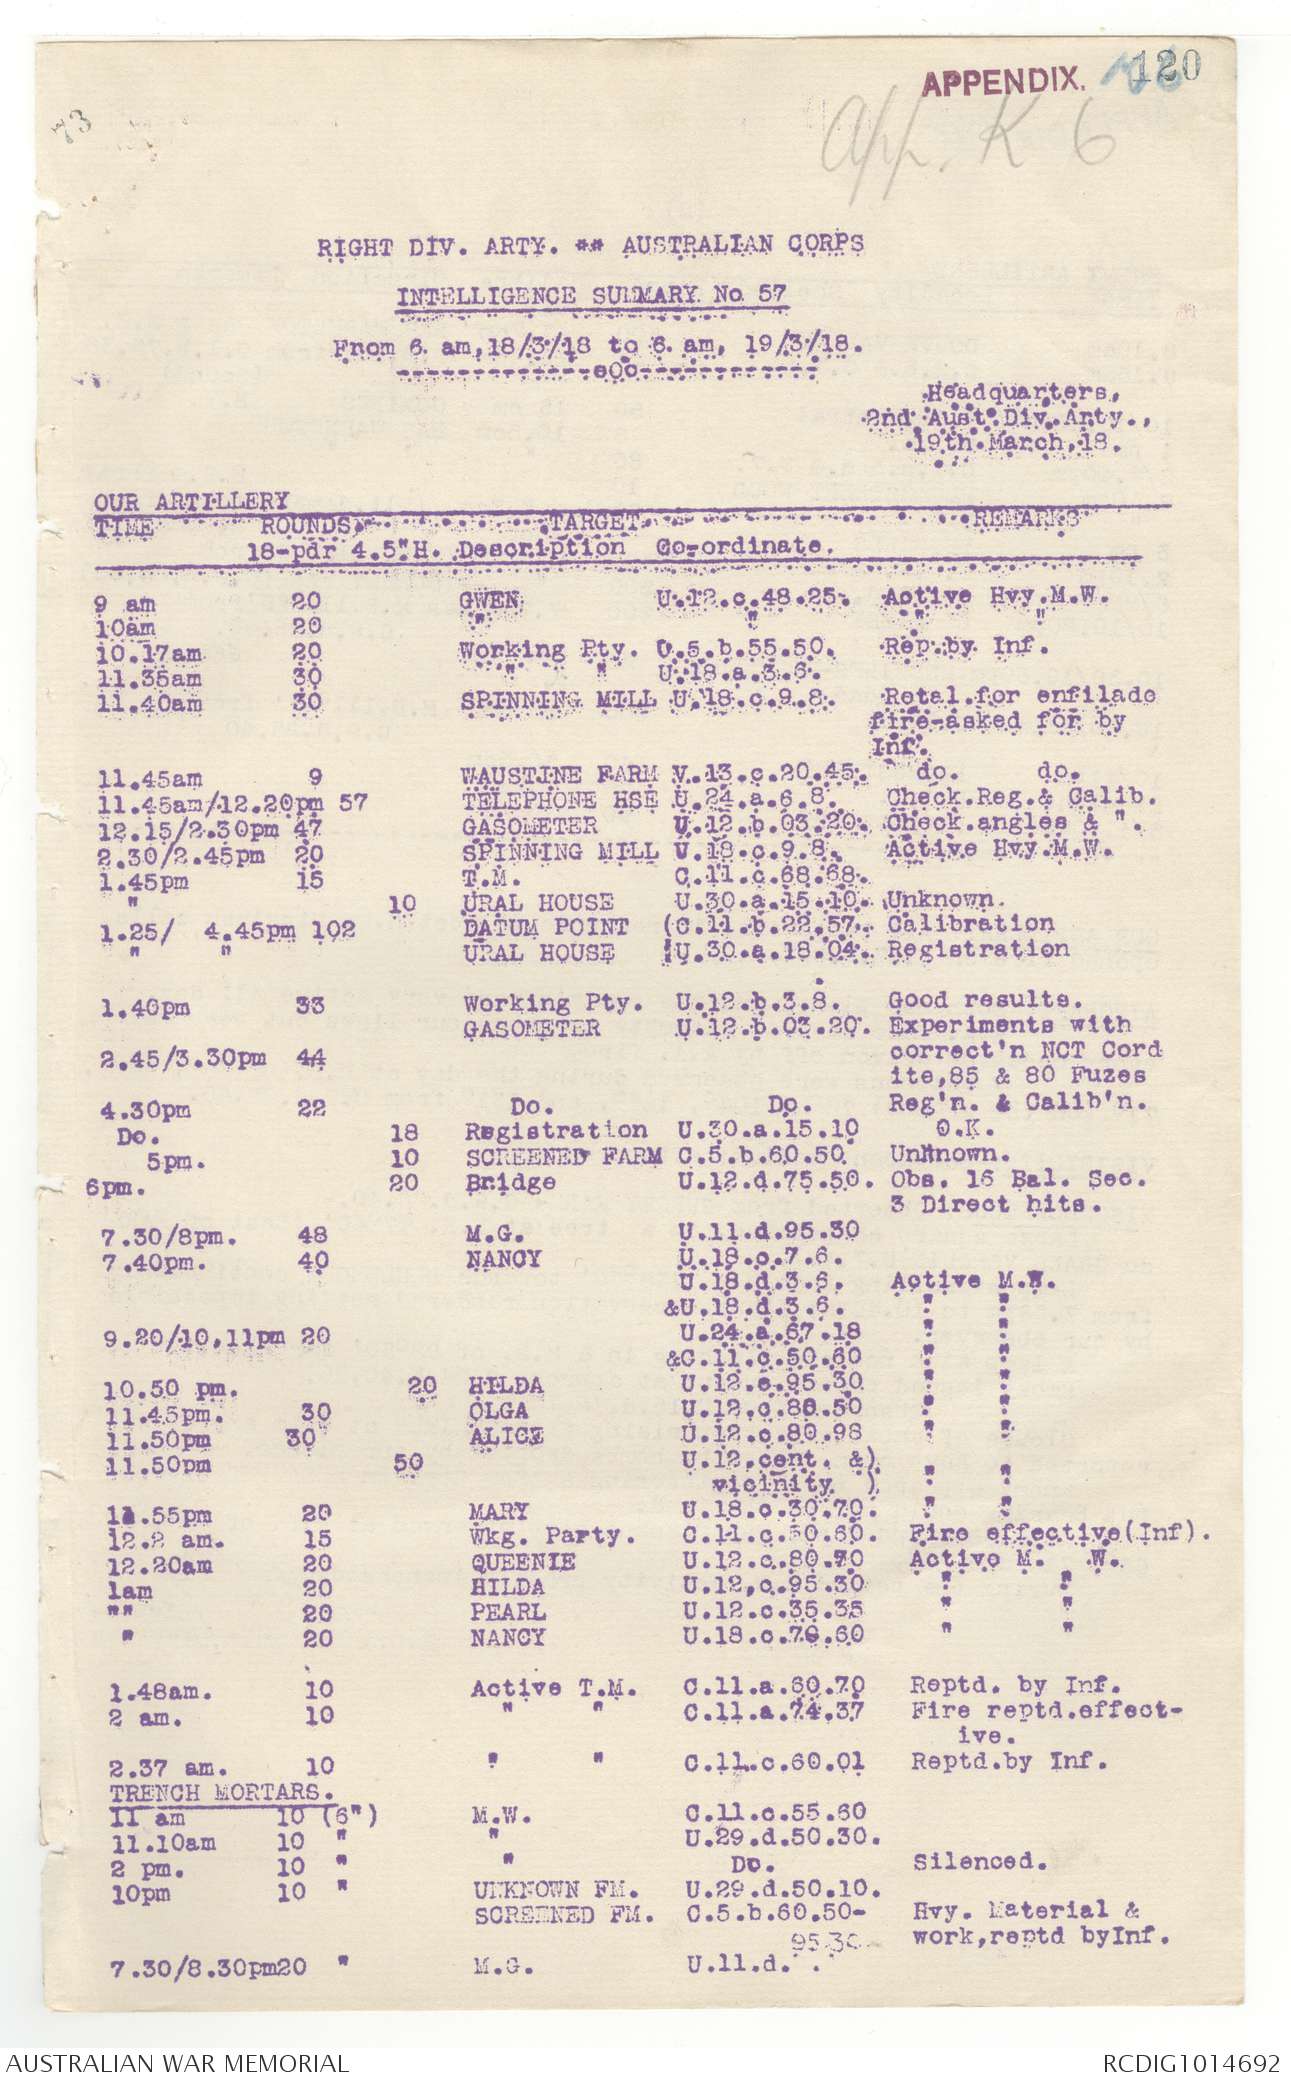 APPENDIX. 120
73
App. K 6
RIGHT DIV. ARTY. ** AUSTRALIAN CORPS
INTELLIGENCE SUMMARY No 57
From 6. am,18/3/18 to 6. am, 19/3/18.
-------------oOo-------------
Headquarters,
2nd Aust Div.Arty.,
19th March,18.
OUR ARTILLERY
TIME ROUNDS TARGET REMARKS
18-pdr 4.5"H. Description Co-ordinate.
9 am 20 GWEN U.12.c.48.25. Active Hvy.M.W.
10am 20 " " " "
10.17am 20 Working Pty. U.5.b.55.50. Rep.by Inf.
11.35am 30 " " U.18.a.3.6.
11.40am 30 SPINNING MILL U.18.c.9.8. Retal.for enfilade
fire-asked for by
Inf.
11.45am 9 WAUSTINE FARM V.13.c.20.45. do. do.
11.45am/12.20pm 57 TELEPHONE HSE U.24.a.6.8. Check.Reg.& Calib.
12.15/2.30pm 47 GASOMETER U.12.b.03.20. Check.angles & ".
2.30/2.45pm 20 SPINNING MILL U.18.c.9.8. Active Hvy.M.W.
1.45pm 15 T.M. C.11.c.68.68.
" 10 URAL HOUSE U.30.a.15.10. Unknown.
1.25/ 4.45pm 102 DATUM POINT (C.11.b.22.57. Calibration
" " URAL HOUSE (U.30.a.18.04. Registration
1.40pm 33 Working Pty. U.12.b.3.8. Good results.
GASOMETER U.12.b.03.20. Experiments with
2.45/3.30pm 44 correct'n NCT Cord
ite,85 & 80 Fuzes
4.30pm 22 Do. Do. Reg'n. & Calib'n.
Do. 18 Registration U.30.a.15.10 O.K.
5pm. 10 SCREENED FARM C.5.b.60.50. Unknown.
6pm. 20 Bridge U.12.d.75.50. Obs. 16 Bal. Sec.
3 Direct hits.
7.30/8pm. 48 M.G. U.11.d.95.30
7.40pm. 40 NANCY U.18.c.7.6.
U.18.d.3.6. Active M.W.
&U.18.d.3.6. " "
9.20/10,11pm 20 U.24.a.67.18 " "
&C.11.c.50.60 " "
10.50 pm. 20 HILDA U.12.c.95.30 " "
11.45pm. 30 OLGA U.12.c.80.50 " "
11.50pm 30 ALICE U.12.c.80.98 " "
11.50pm 50 U.12,cent. &)
vicinity ) " "
11.55pm 20 MARY U.18.c.30.70. " "
12.2 am. 15 Wkg. Party. C.11.c.50.60. Fire effective(Inf).
12.20am 20 QUEENIE U.12.c.80.70 Active M. W.
1am 20 HILDA U.12,c.95.30 " "
"" 20 PEARL U.12.c.35.35 " "
" 20 NANCY U.18.c.70.60 " "
1.48am. 10 Active T.M. C.11.a.60.70 Reptd. by Inf.
2 am. 10 " " C.11.a.74.37 Fire reptd.effect-
ive.
2.37 am. 10 " " C.11.c.60.01 Reptd.by Inf.
TRENCH MORTARS.
11 am 10 (6") M.W. C.11.c.55.60
11.10am 10 " " U.29.d.50.30.
2 pm. 10 " " Do. Silenced.
10pm 10 " UNKNOWN FM. U.29.d.50.10.
SCREENED FM. C.5.b.60.50- Hvy. Material &
95.30 work,reptd byInf.
7.30/8.30pm20 " M.G. U.11.d. .
AUSTRALIAN WAR MEMORIAL RCDIG1014692